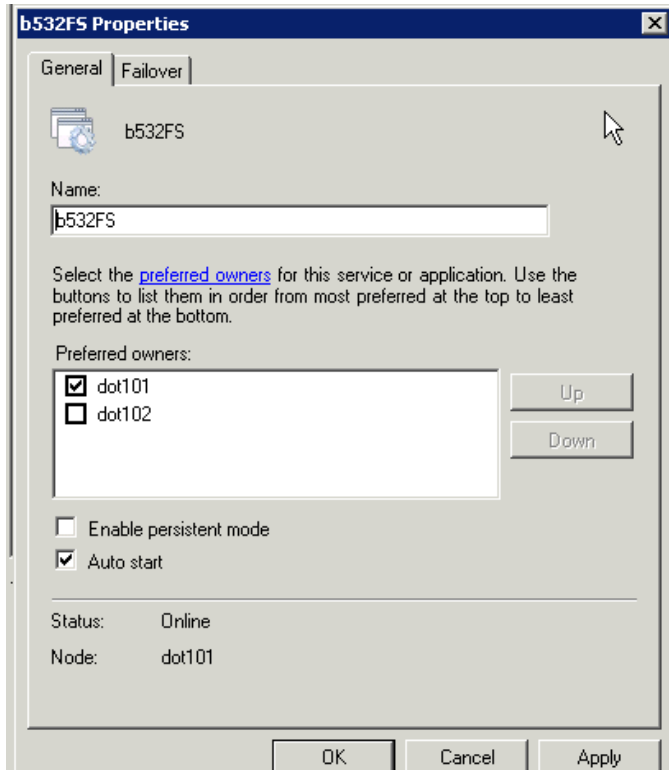 b532FS Properties
General
Failover
b532FS
Name:
b532FS
Select the preferred owners for this service or application. Use the
buttons to list them in order from most preferred at the top to least
preferred at the bottom.
Preferred owners:
dot101
dot102
Up
Down
Enable persistent mode
Auto start
Status: Online
Node: dot101
OK Cancel Apply